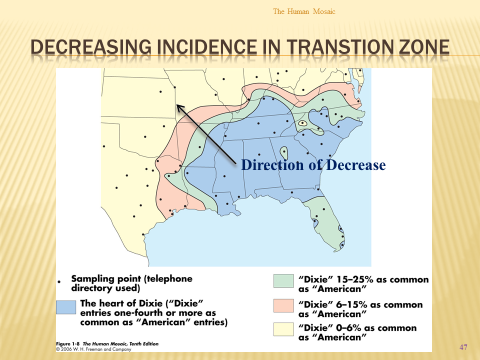 The Human Mosaic
DECREASING INCIDENCE IN TRANSTION ZONE
Direction of Decrease
Sampling point (telephone
directory used)
The heart of Dixie (“Dixie”
entries one-fourth or more as
common as “American” entries)
“Dixie” 15–25% as common
as “American”
“Dixie” 6–15% as common
as “American”
“Dixie” 0–6% as common
as “American”
Figure 1-8 The Human Mosaic, Tenth Edition
© 2006 W. H. Freeman and Company
47